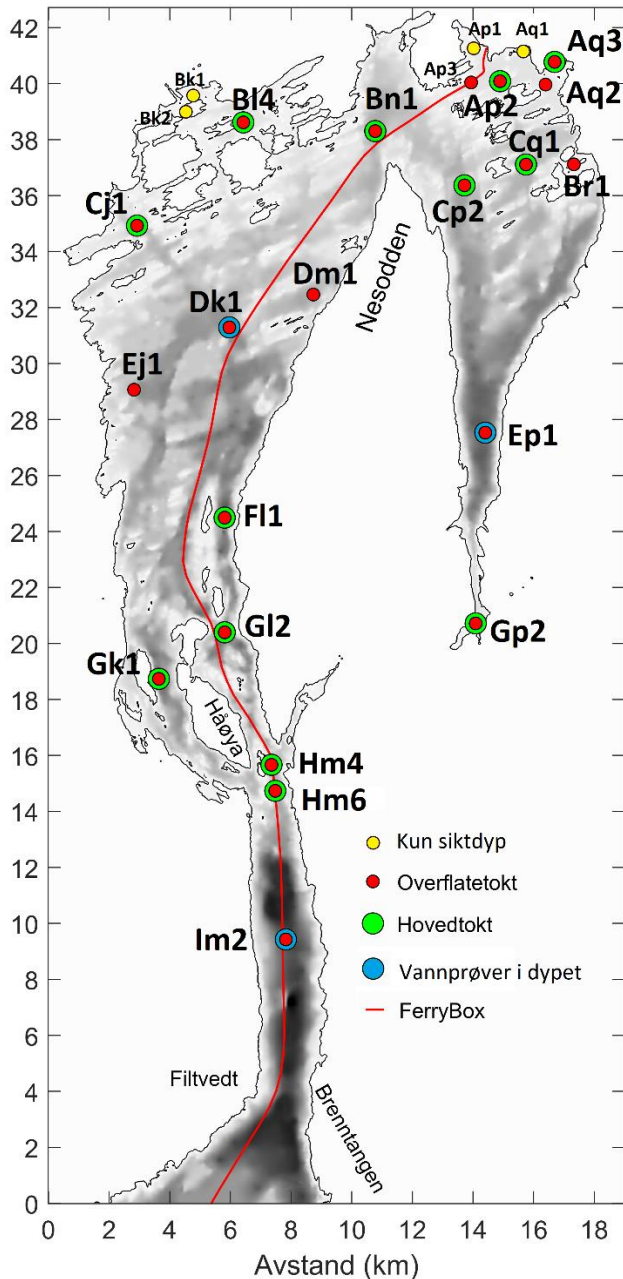 42
40
38
36
34
32
30
28
26
24
22
20
18
16
14
12
10
8
6
4
2
0
Ap1
Aq1
Aq3
Ap3
Bk1
Bk2
Bl4
Bn1
Ap2
Aq2
Cq1
Cp2
Br1
Cj1
Nesodden
Dm1
Dk1
Ej1
Ep1
Fl1
Gl2
Gp2
Gk1
Håøya
Hm4
Hm6
Im2
Kun siktdyp
Overflatetokt
Hovedtokt
Vannprøver i dypet
FerryBox
Filtvedt
Brenntangen
0 2 4 6 8 10 12 14 16 18
Avstand (km)